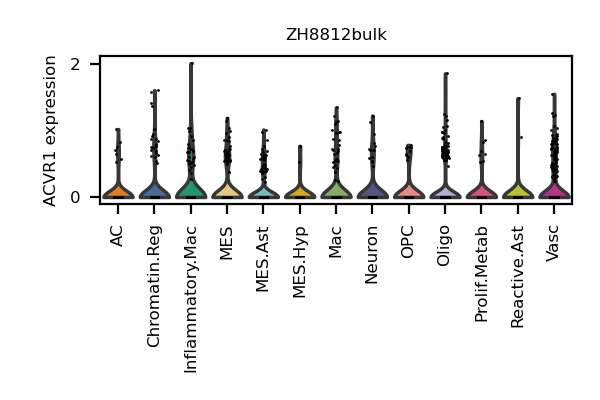 ZH8812bulk
ACVR1 expression
2
0
AC
Chromatin.Reg
Inflammatory.Mac
MES
MES.Ast
MES.Hyp
Mac
Neuron
OPC
Oligo
Prolif.Metab
Reactive.Ast
Vasc